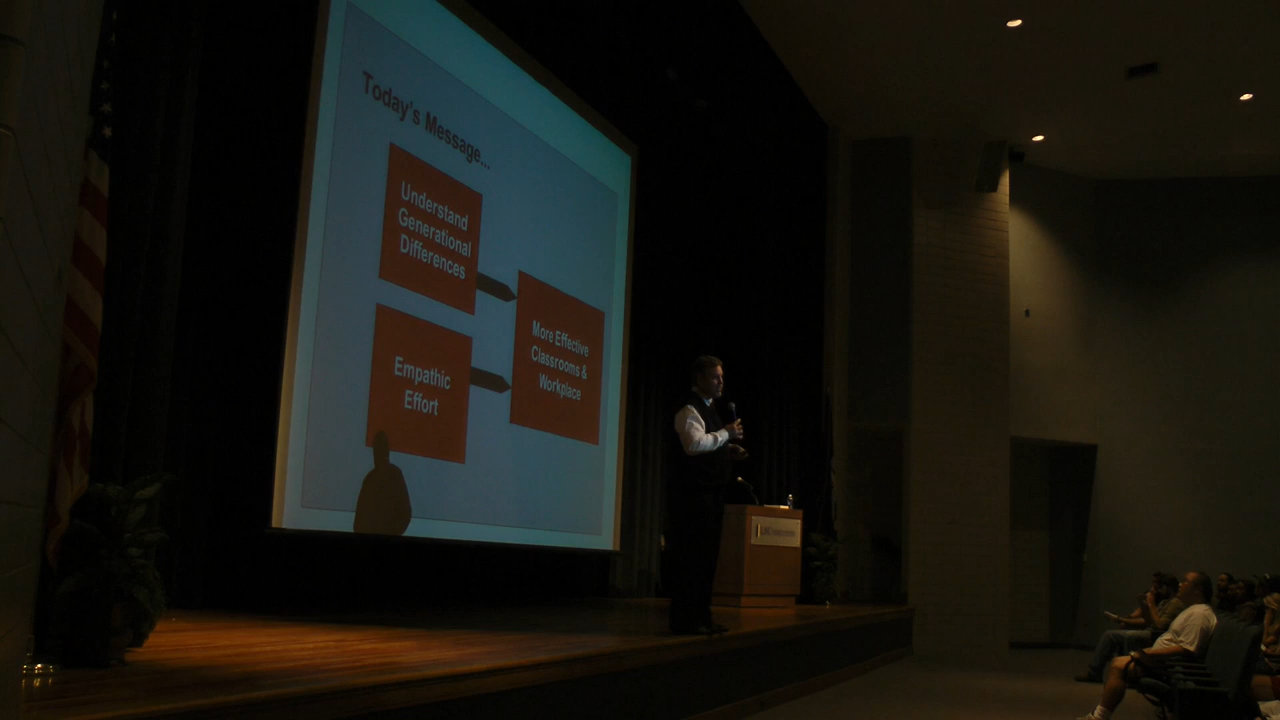 Today's Message...
Understand
Generational
Differences
Empathic
Effort
More Effective
Classrooms &
Workplace